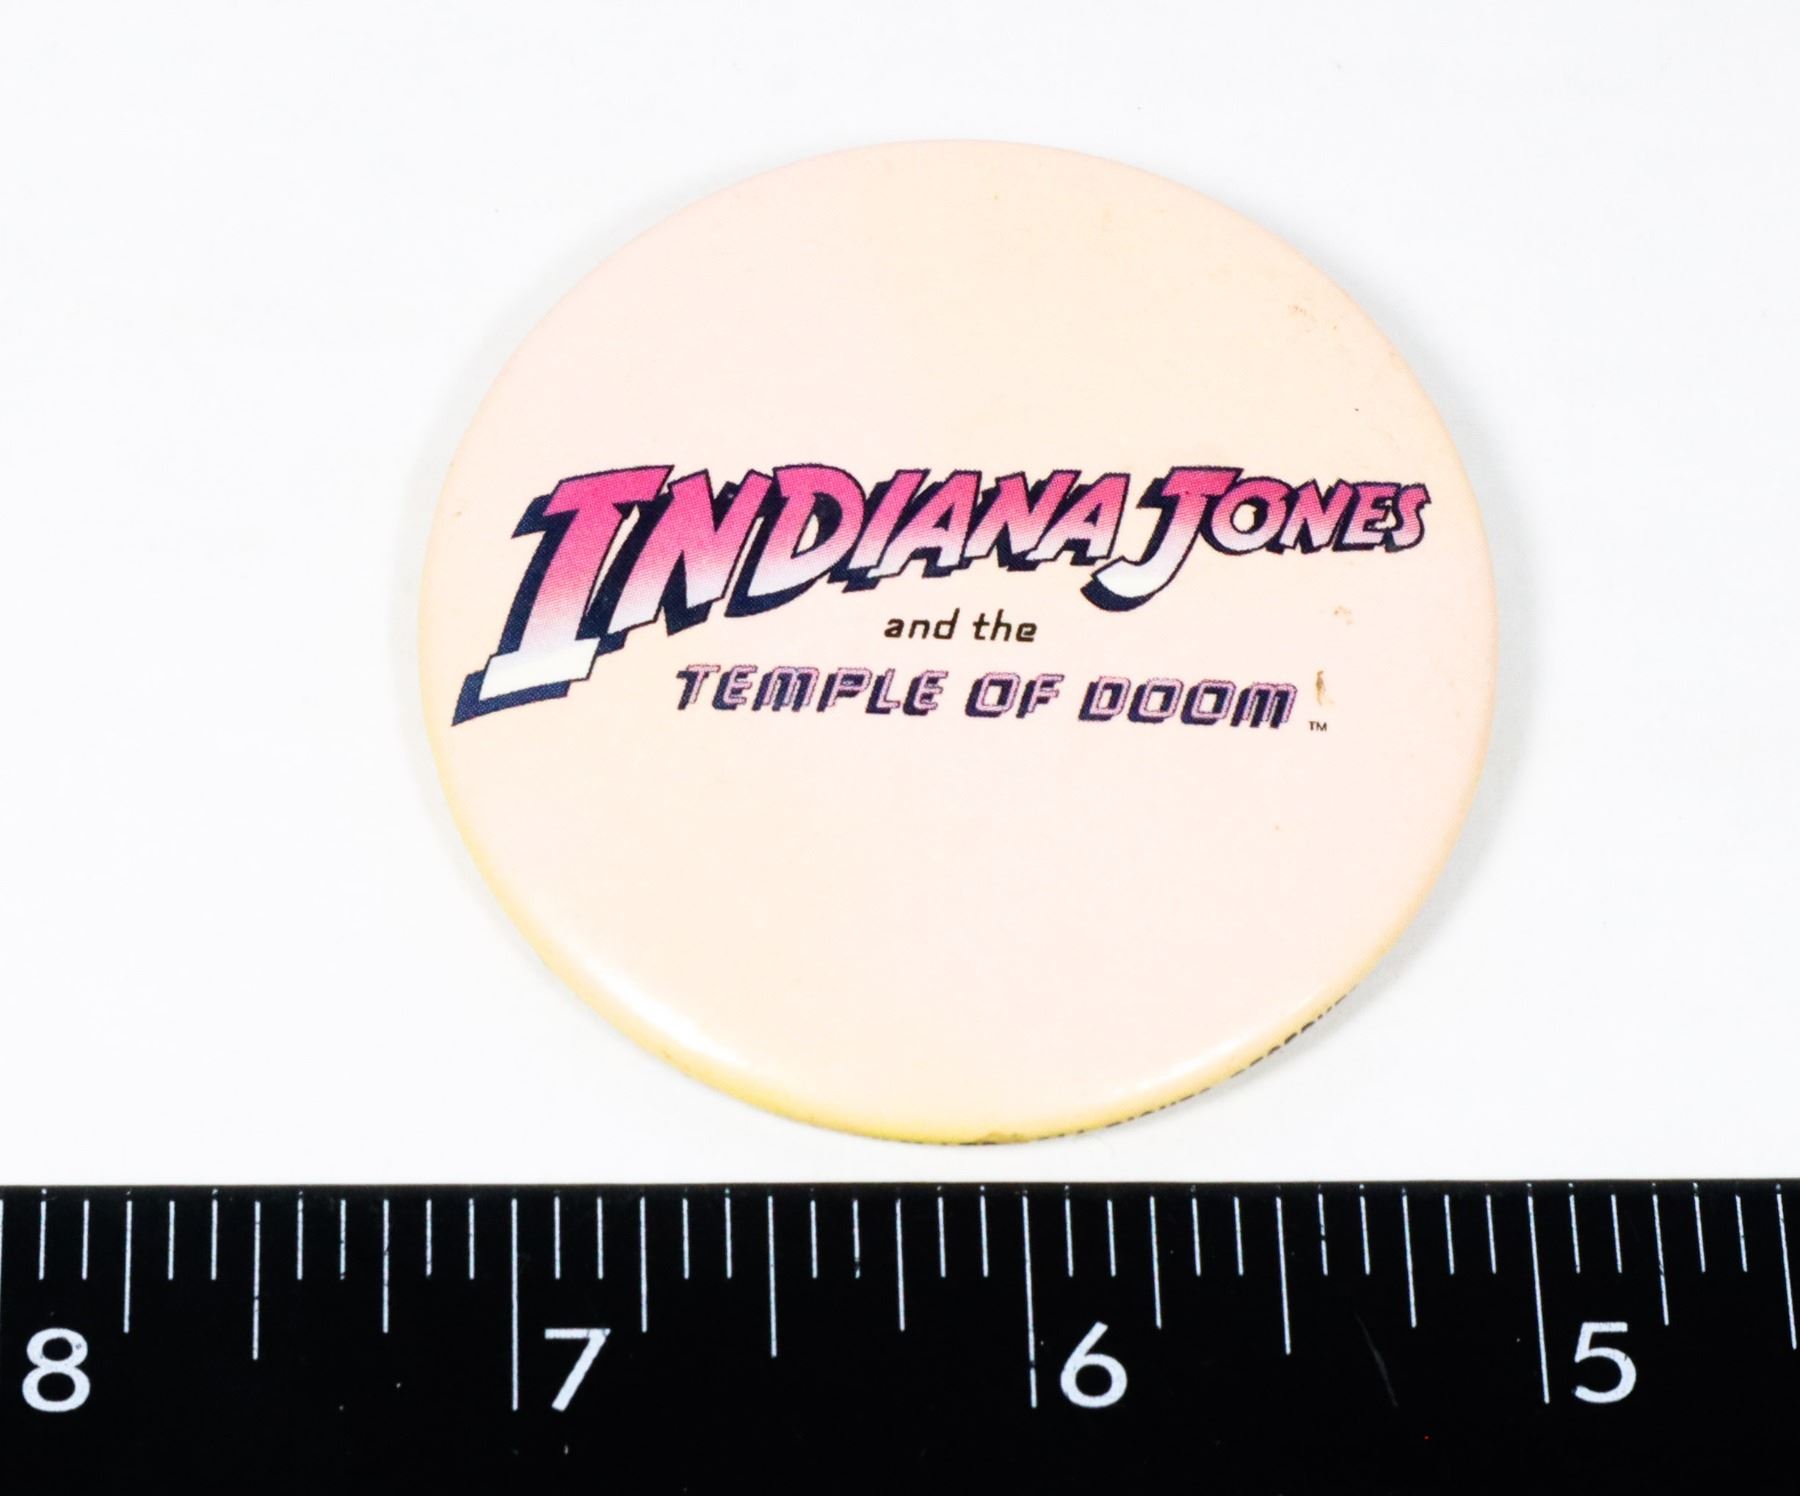 INDIANA JONES
and the
TEMPLE OF DOOM ™
8 7 6 5